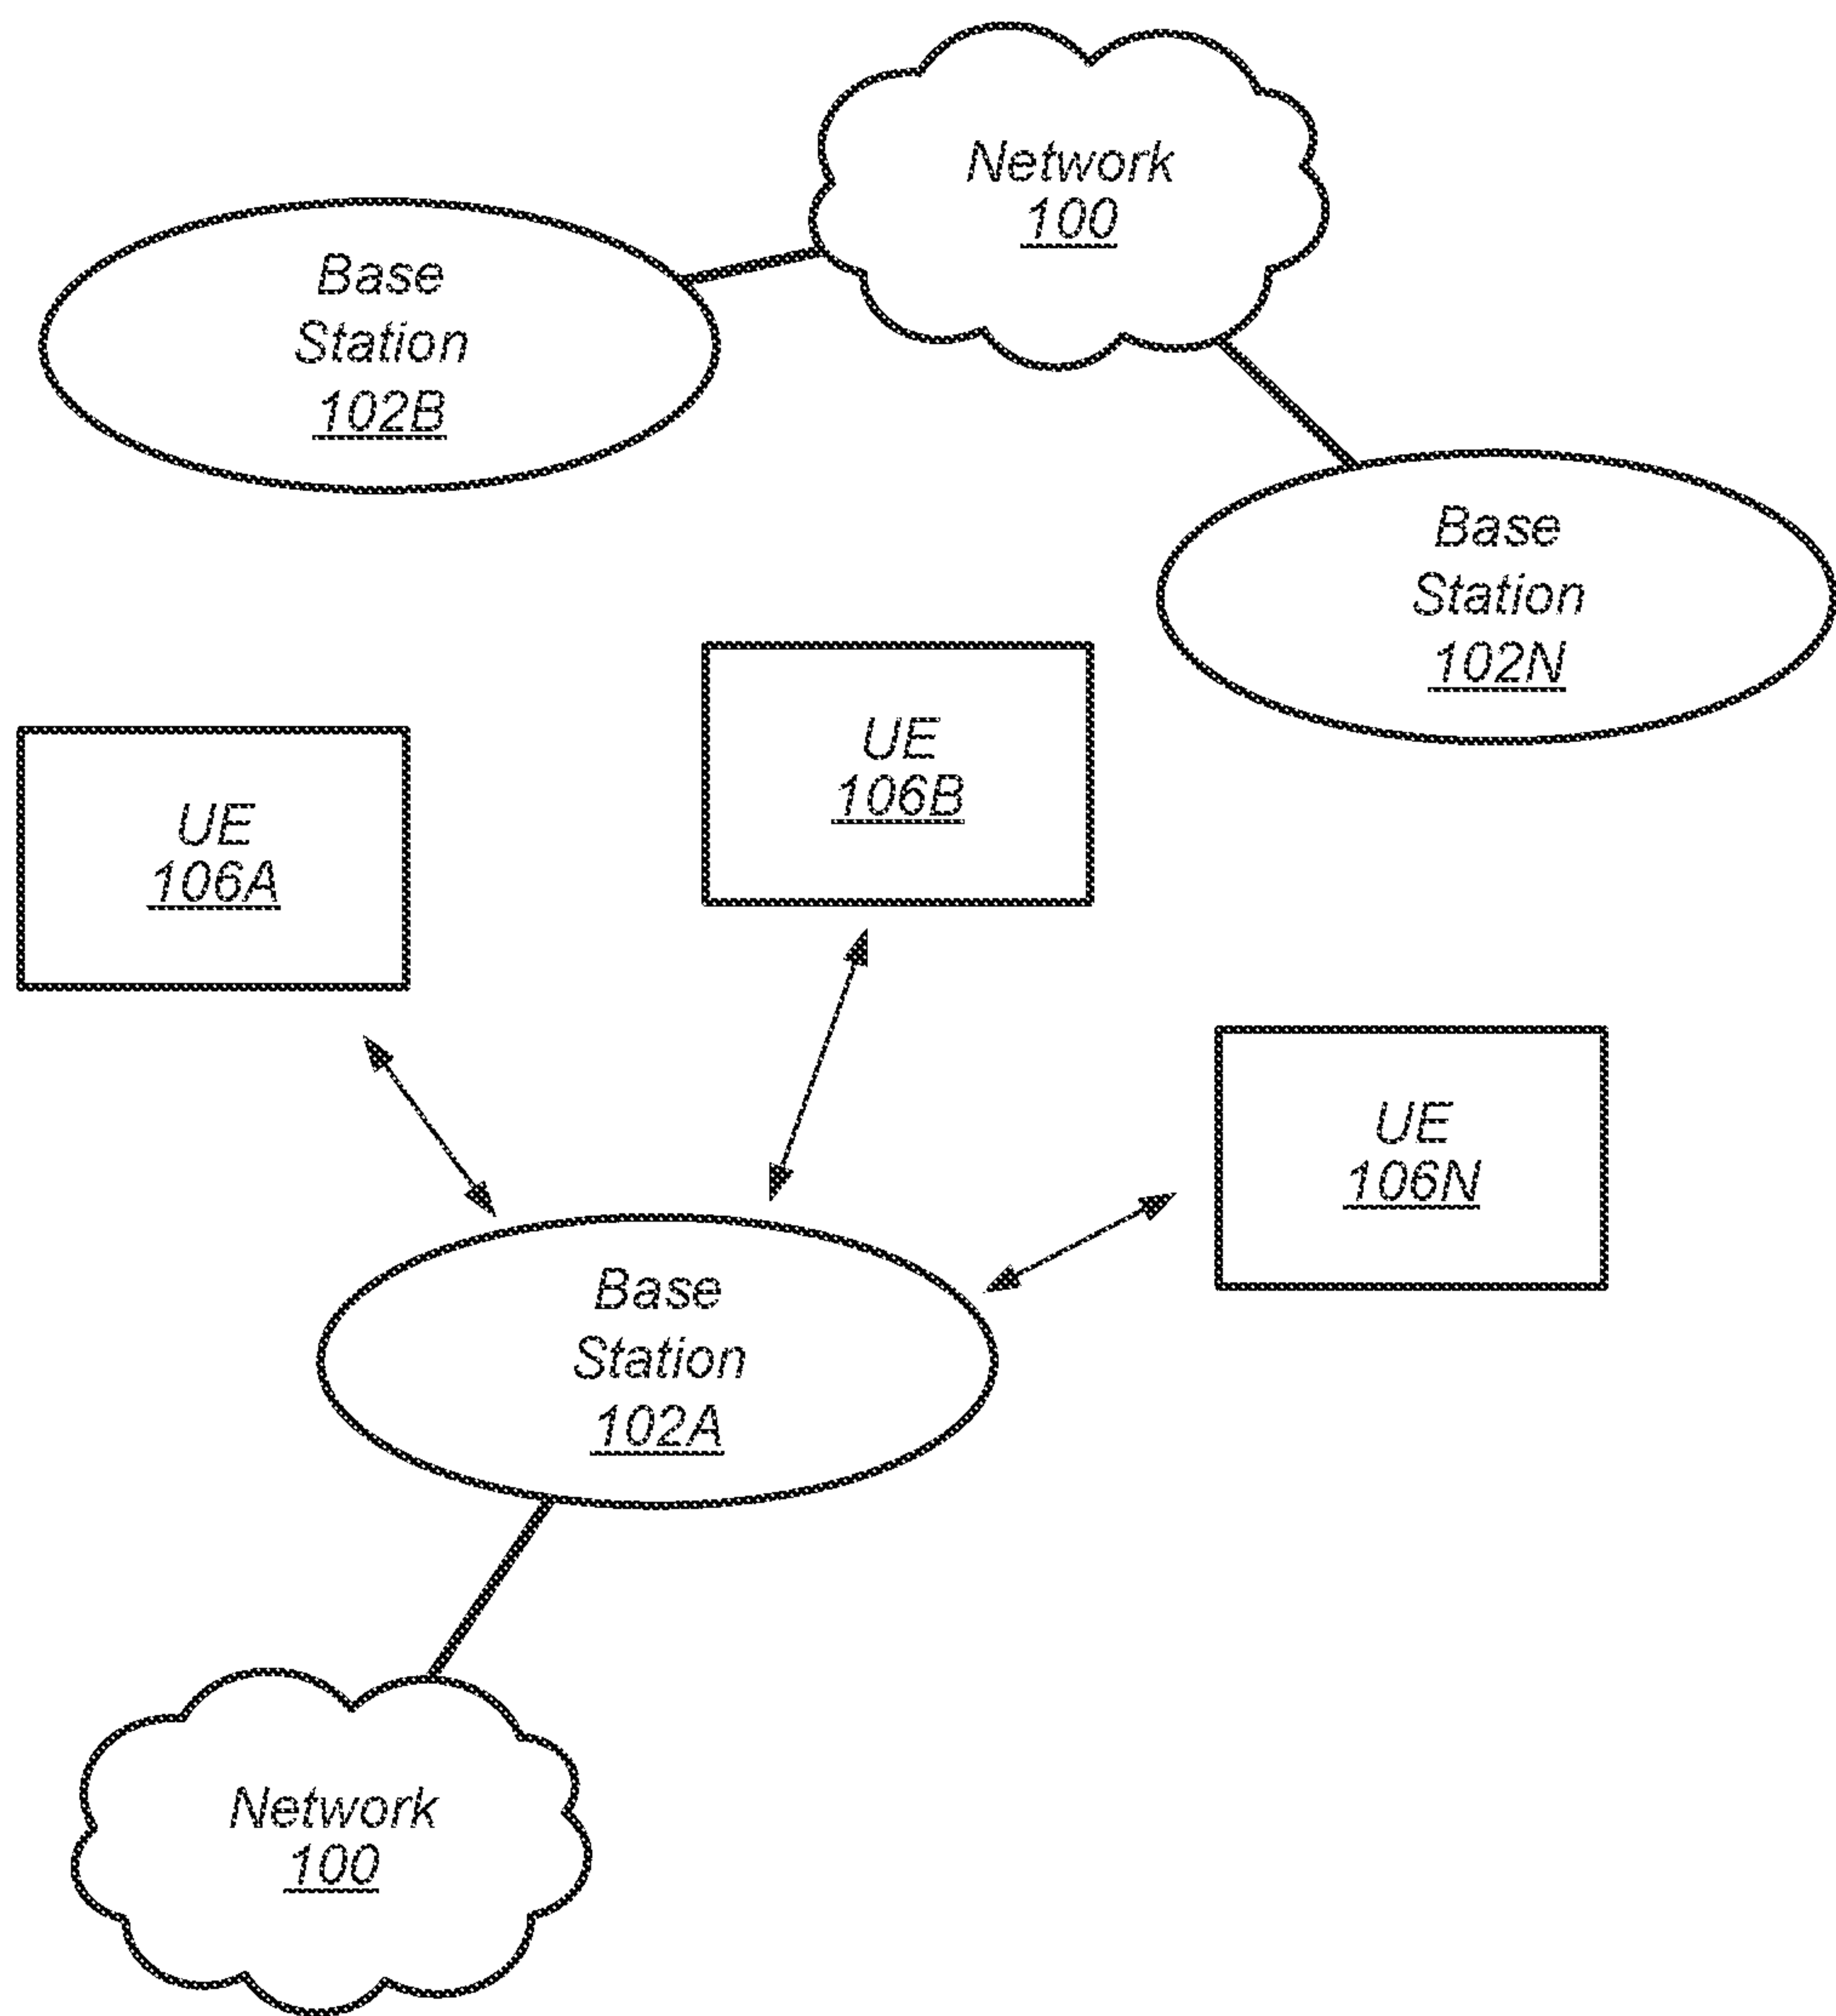 Network
100
Base
Station
102B
Base
Station
102N
UE
106B
UE
106A
UE
106N
Base
Station
102A
Network
100